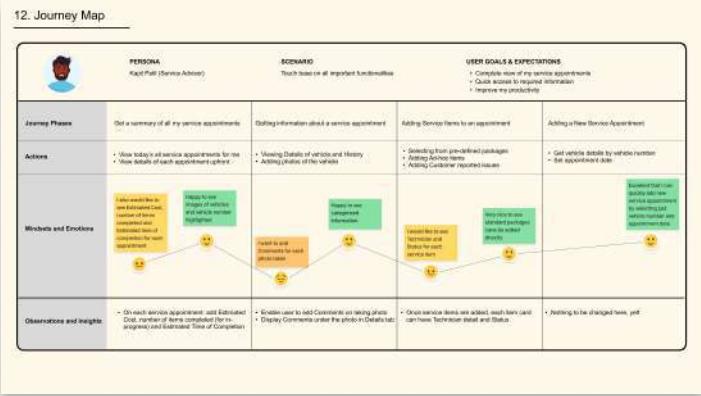 12. Journey Map
PERSONA
Kapil Patil (Service Advisor)
SCENARIO
Touch base on all important functionalities
USER GOALS & EXPECTATIONS
• Complete view of my service appointments
• Quick access to required information
• Improve my productivity
Journey Phases
Get a summary of all my service appointments
Getting information about a service appointment
Adding Service Items to an appointment
Adding a New Service Appointment
Actions
• View today's all service appointments for me
• View details of each appointment upfront
• Viewing Details of vehicle and History
• Adding photos of the vehicle
• Selecting from pre-defined packages
• Adding Ad-hoc items
• Adding Customer reported issues
• Get vehicle details by vehicle number
• Set appointment date
Mindsets and Emotions
I also would like to
see Estimated Cost,
number of items
completed and
Estimated time of
completed for each
appointment
Happy to see
images of vehicles
and vehicle number
highlighted
I wish to add
Comments for each
photo taken
Happy to see
categorised
information
I would like to see
Technician and
Status for each
service item
Very nice to see
standard packages
can be added
directly
Excellent that I can
quickly add new
service appointment
by selecting just
vehicle number and
appointment date
Observations and Insights
• On each service appointment add Estimated
Cost, number of items completed (for in-
progress) and Estimated Time of Completion
• Enable user to add Comments on taking photo
• Display Comments under the photo in Details tab
• Once service items are added, each item card
can have Technician detail and Status
• Nothing to be changed here, yet!